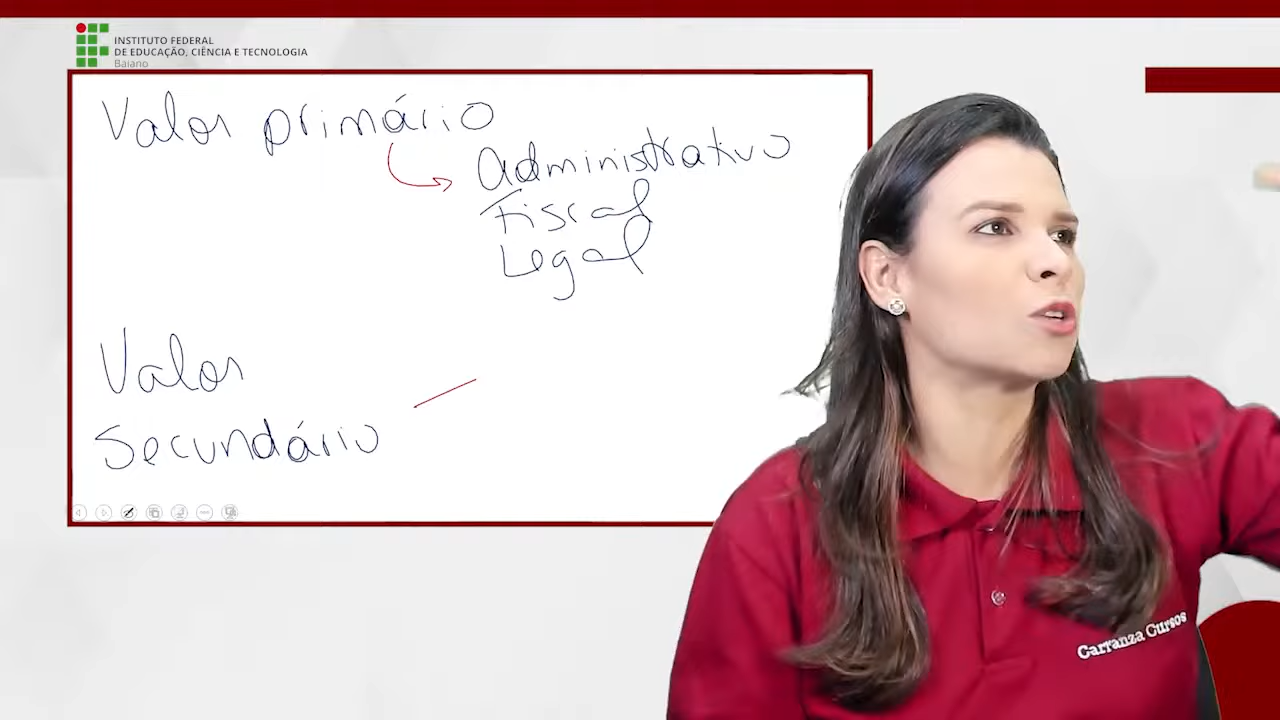 INSTITUTO FEDERAL
DE EDUCAÇÃO, CIÊNCIA E TECNOLOGIA
Baiano
Valor primário
Administrativo
Fiscal
Legal
Valor
Secundário
Carranza Cursos